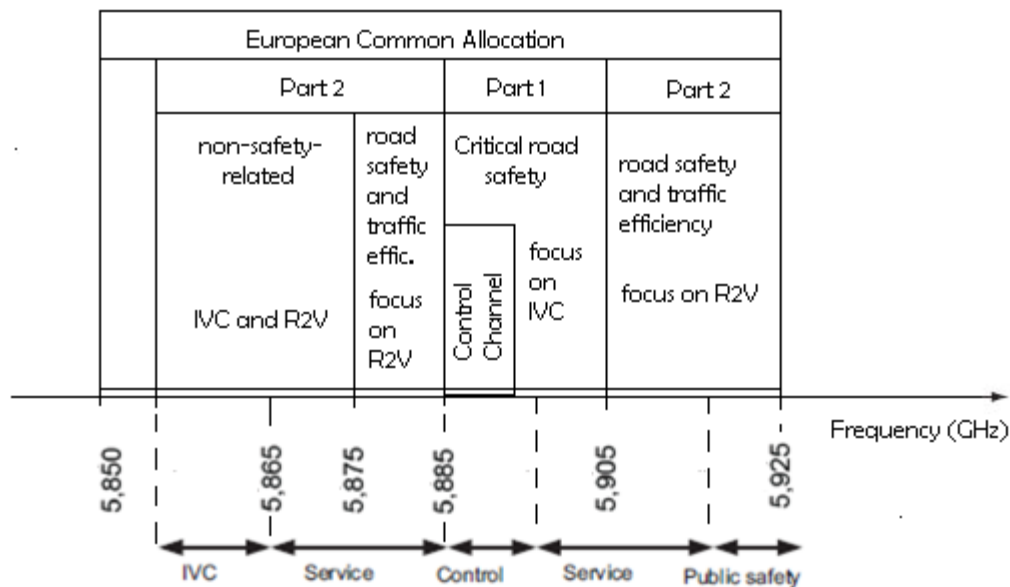 European Common Allocation
Part 2
Part 1
Part 2
non-safety-
related
IVC and R2V
road
safety
and
traffic
effic.
focus
on
R2V
Critical road
safety
Control
Channel
focus
on
IVC
road safety
and traffic
efficiency
focus on R2V
Frequency (GHz)
5,850
5,865
5,875
5,885
5,905
5,925
IVC
Service
Control
Service
Public safety